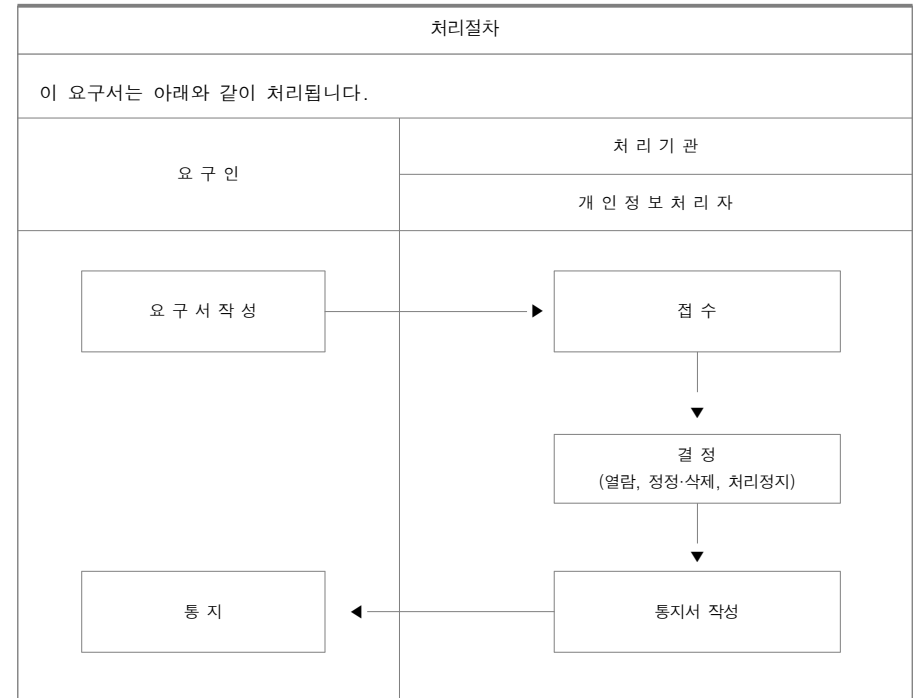 처리절차
이 요구서는 아래와 같이 처리됩니다.
요 구 인
처 리 기 관
개 인 정 보 처 리 자
요 구 서 작 성
접 수
결 정
(열람, 정정·삭제, 처리정지)
통 지
통지서 작성